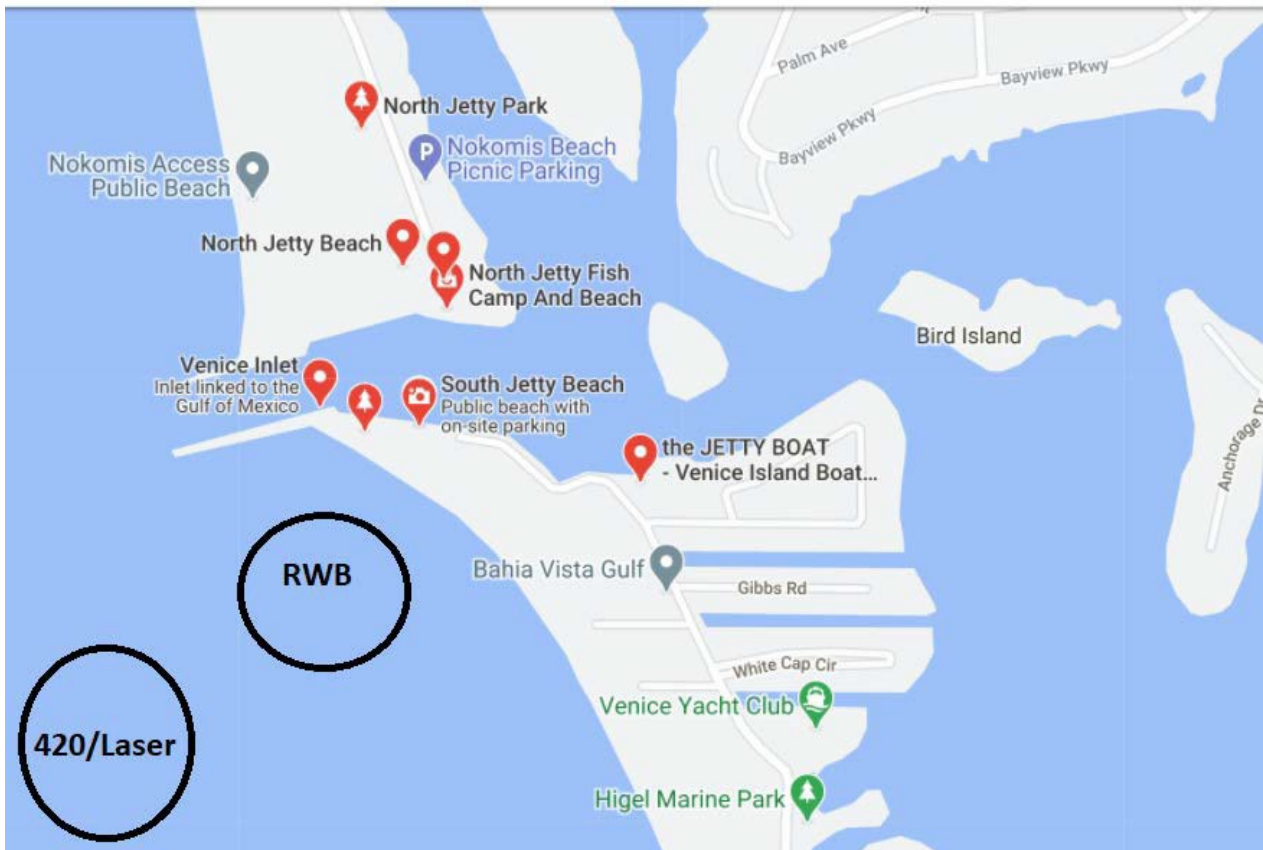 Palm Ave
Bayview Pkwy
Bayview Pkwy
North Jetty Park
P
Nokomis Beach
Picnic Parking
Nokomis Access
Public Beach
North Jetty Beach
North Jetty Fish
Camp And Beach
Bird Island
Venice Inlet
Inlet linked to the
Gulf of Mexico
South Jetty Beach
Public beach with
on-site parking
the JETTY BOAT
- Venice Island Boat...
Anchorage Dr
RWB
Bahia Vista Gulf
Gibbs Rd
White Cap Cir
Venice Yacht Club
420/Laser
Higel Marine Park